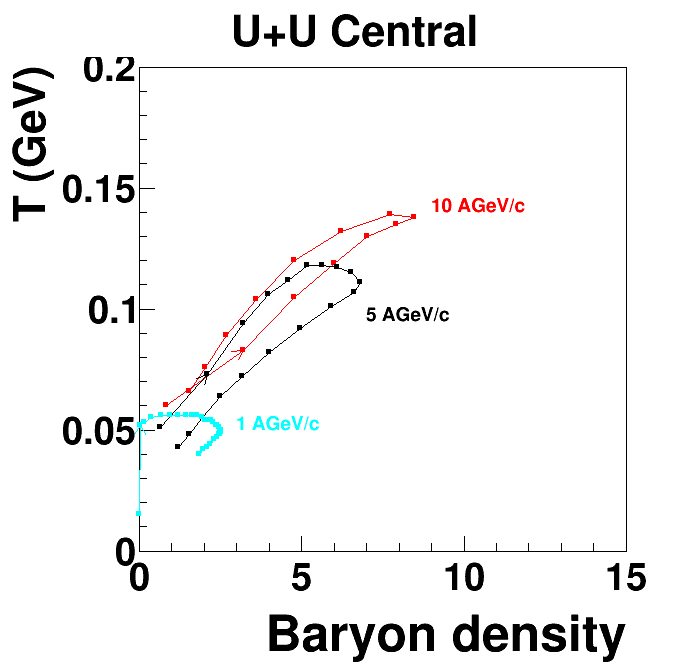 U+U Central
T (GeV)
0.2
0.15
0.1
0.05
0
10 AGeV/c
5 AGeV/c
1 AGeV/c
0 5 10 15
Baryon density